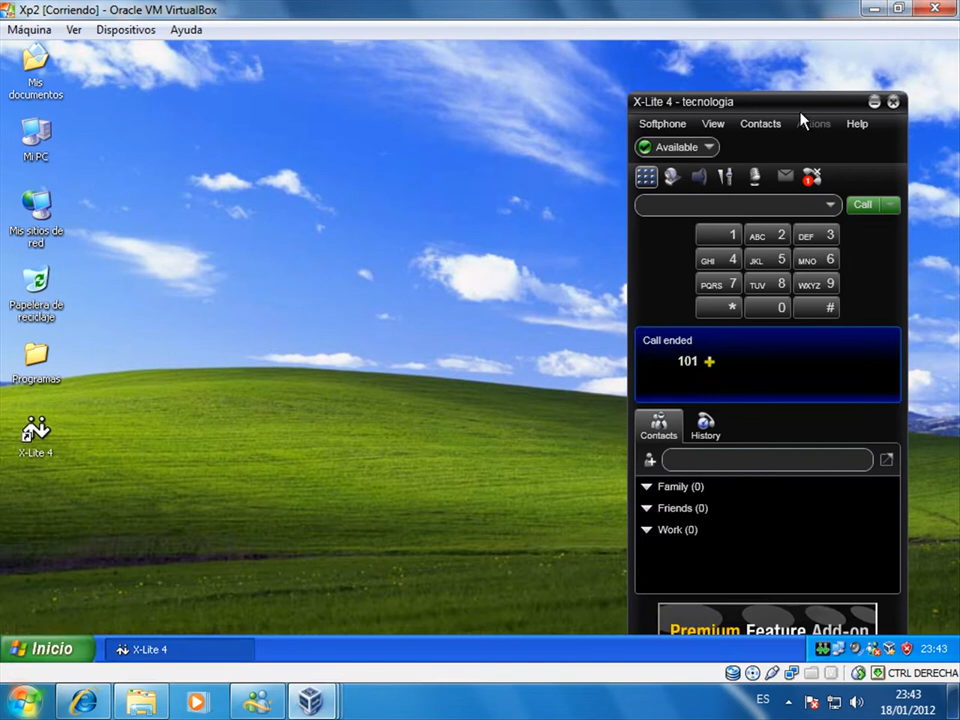 Xp2 [Corriendo] - Oracle VM VirtualBox
Máquina Ver Dispositivos Ayuda
Mis documentos
Mi PC
Mis sitios de red
Papelera de reciclaje
Programas
X-Lite 4
X-Lite 4 - tecnologia
Softphone View Contacts Help
Available
1
Call
1
ABC 2
DEF 3
GHI 4
JKL 5
MNO 6
PQRS 7
TUV 8
WXYZ 9
*
0
#
Call ended
101
Contacts
History
Family (0)
Friends (0)
Work (0)
Premium Feature Add-on
Inicio
X-Lite 4
23:43
CTRL DERECHA
ES
23:43
18/01/2012